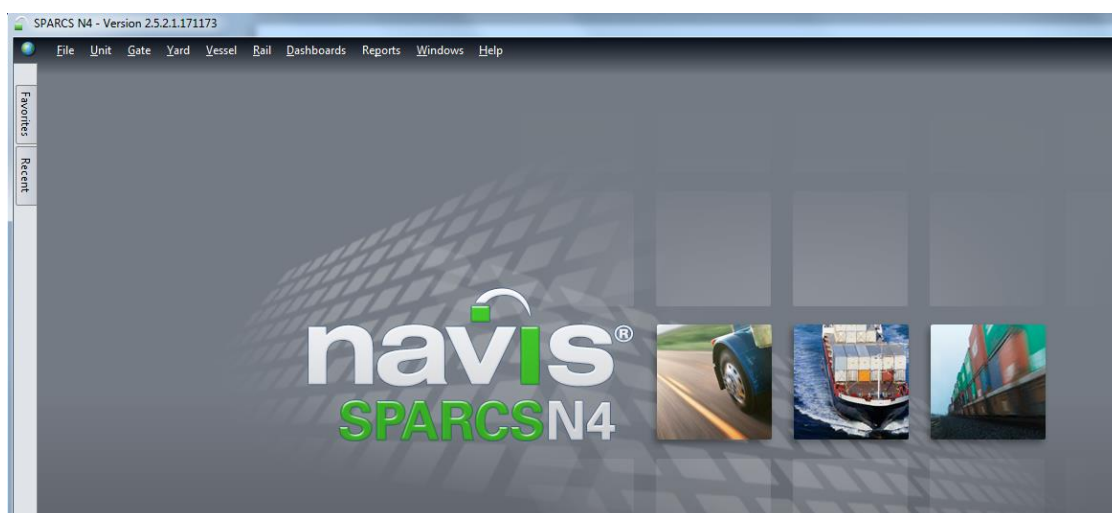 SPARCS N4 - Version 2.5.2.1.171173
File Unit Gate Yard Vessel Rail Dashboards Reports Windows Help
Favorites
Recent
navis®
SPARCSN4